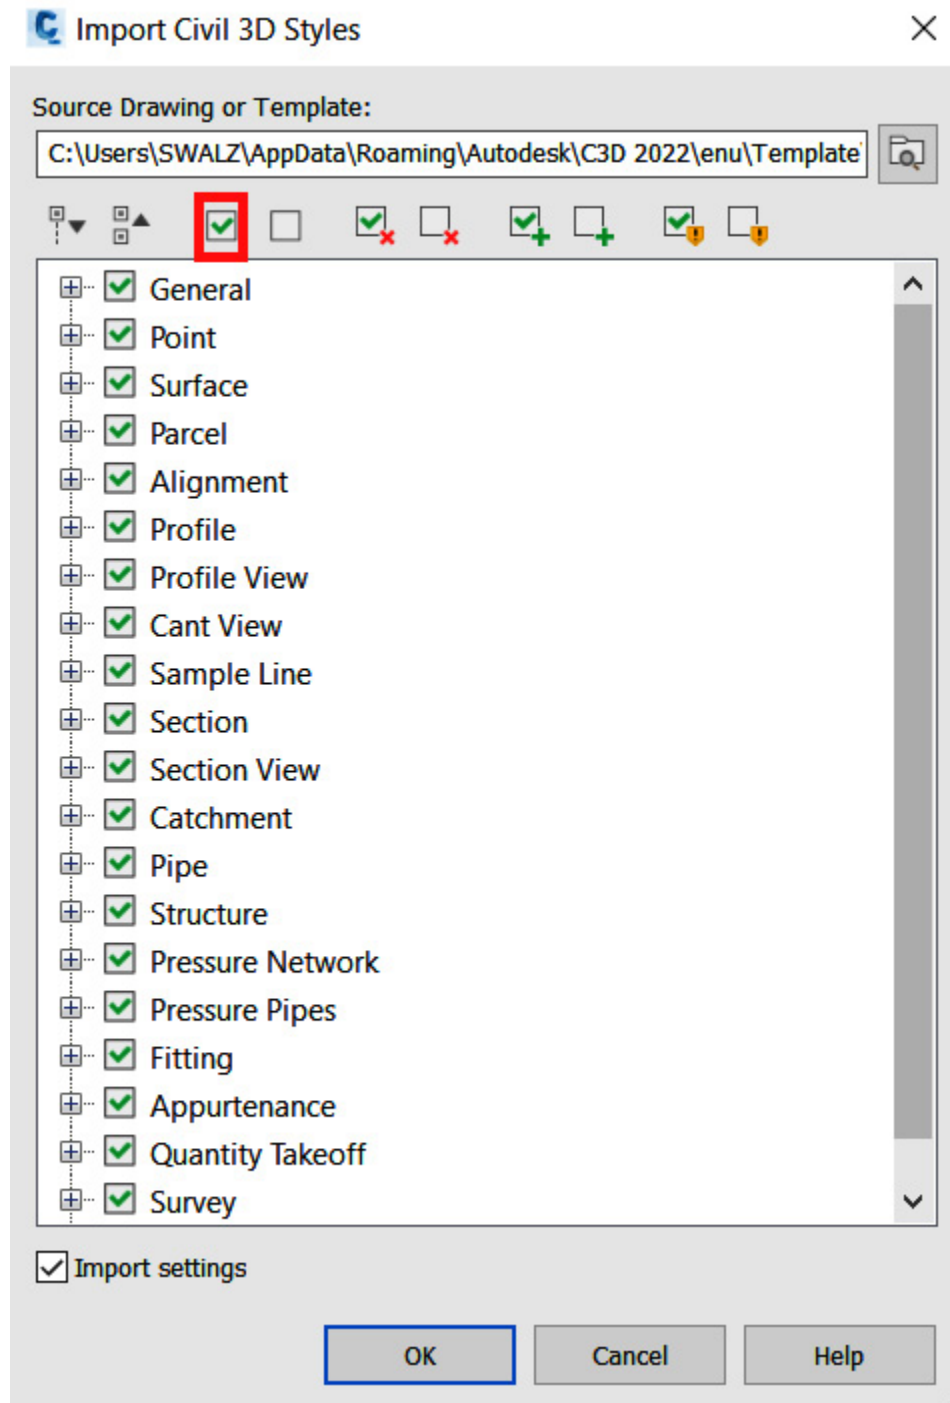 Import Civil 3D Styles
Source Drawing or Template:
C:\Users\SWALZ\AppData\Roaming\Autodesk\C3D 2022\enu\Template\
General
Point
Surface
Parcel
Alignment
Profile
Profile View
Cant View
Sample Line
Section
Section View
Catchment
Pipe
Structure
Pressure Network
Pressure Pipes
Fitting
Appurtenance
Quantity Takeoff
Survey
Import settings
OK Cancel Help